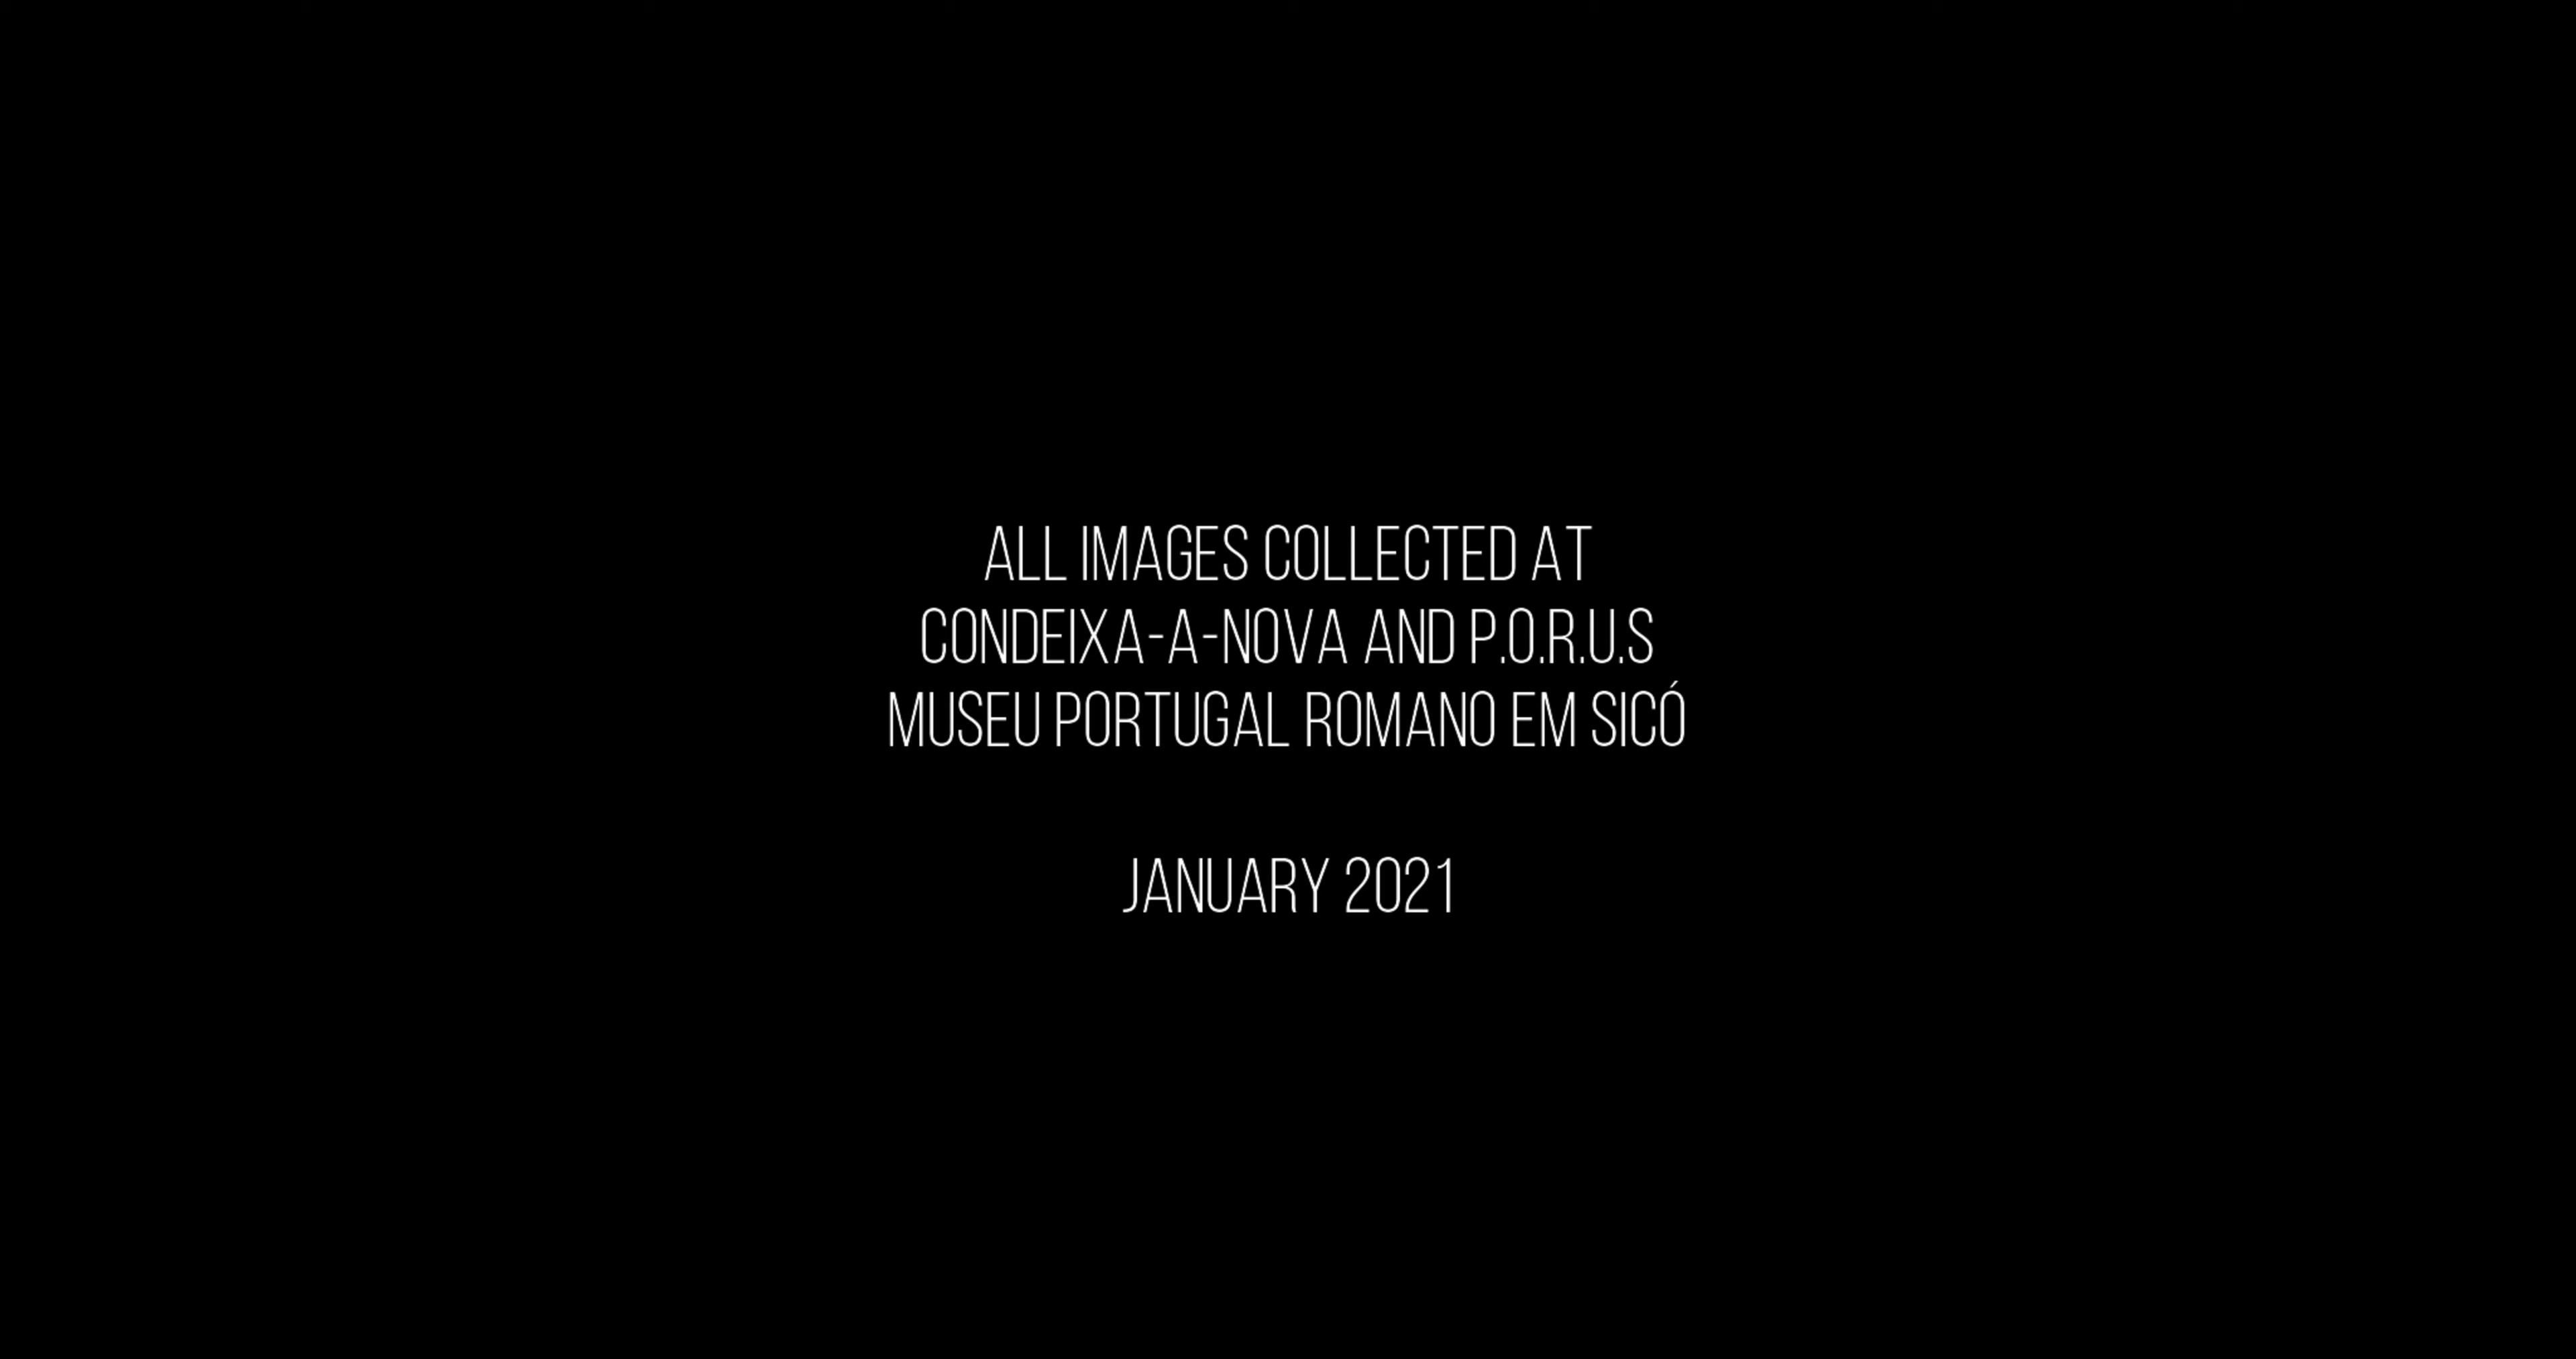 ALL IMAGES COLLECTED AT
CONDEIXA-A-NOVA AND P.O.R.U.S
MUSEU PORTUGAL ROMANO EM SICÓ
JANUARY 2021